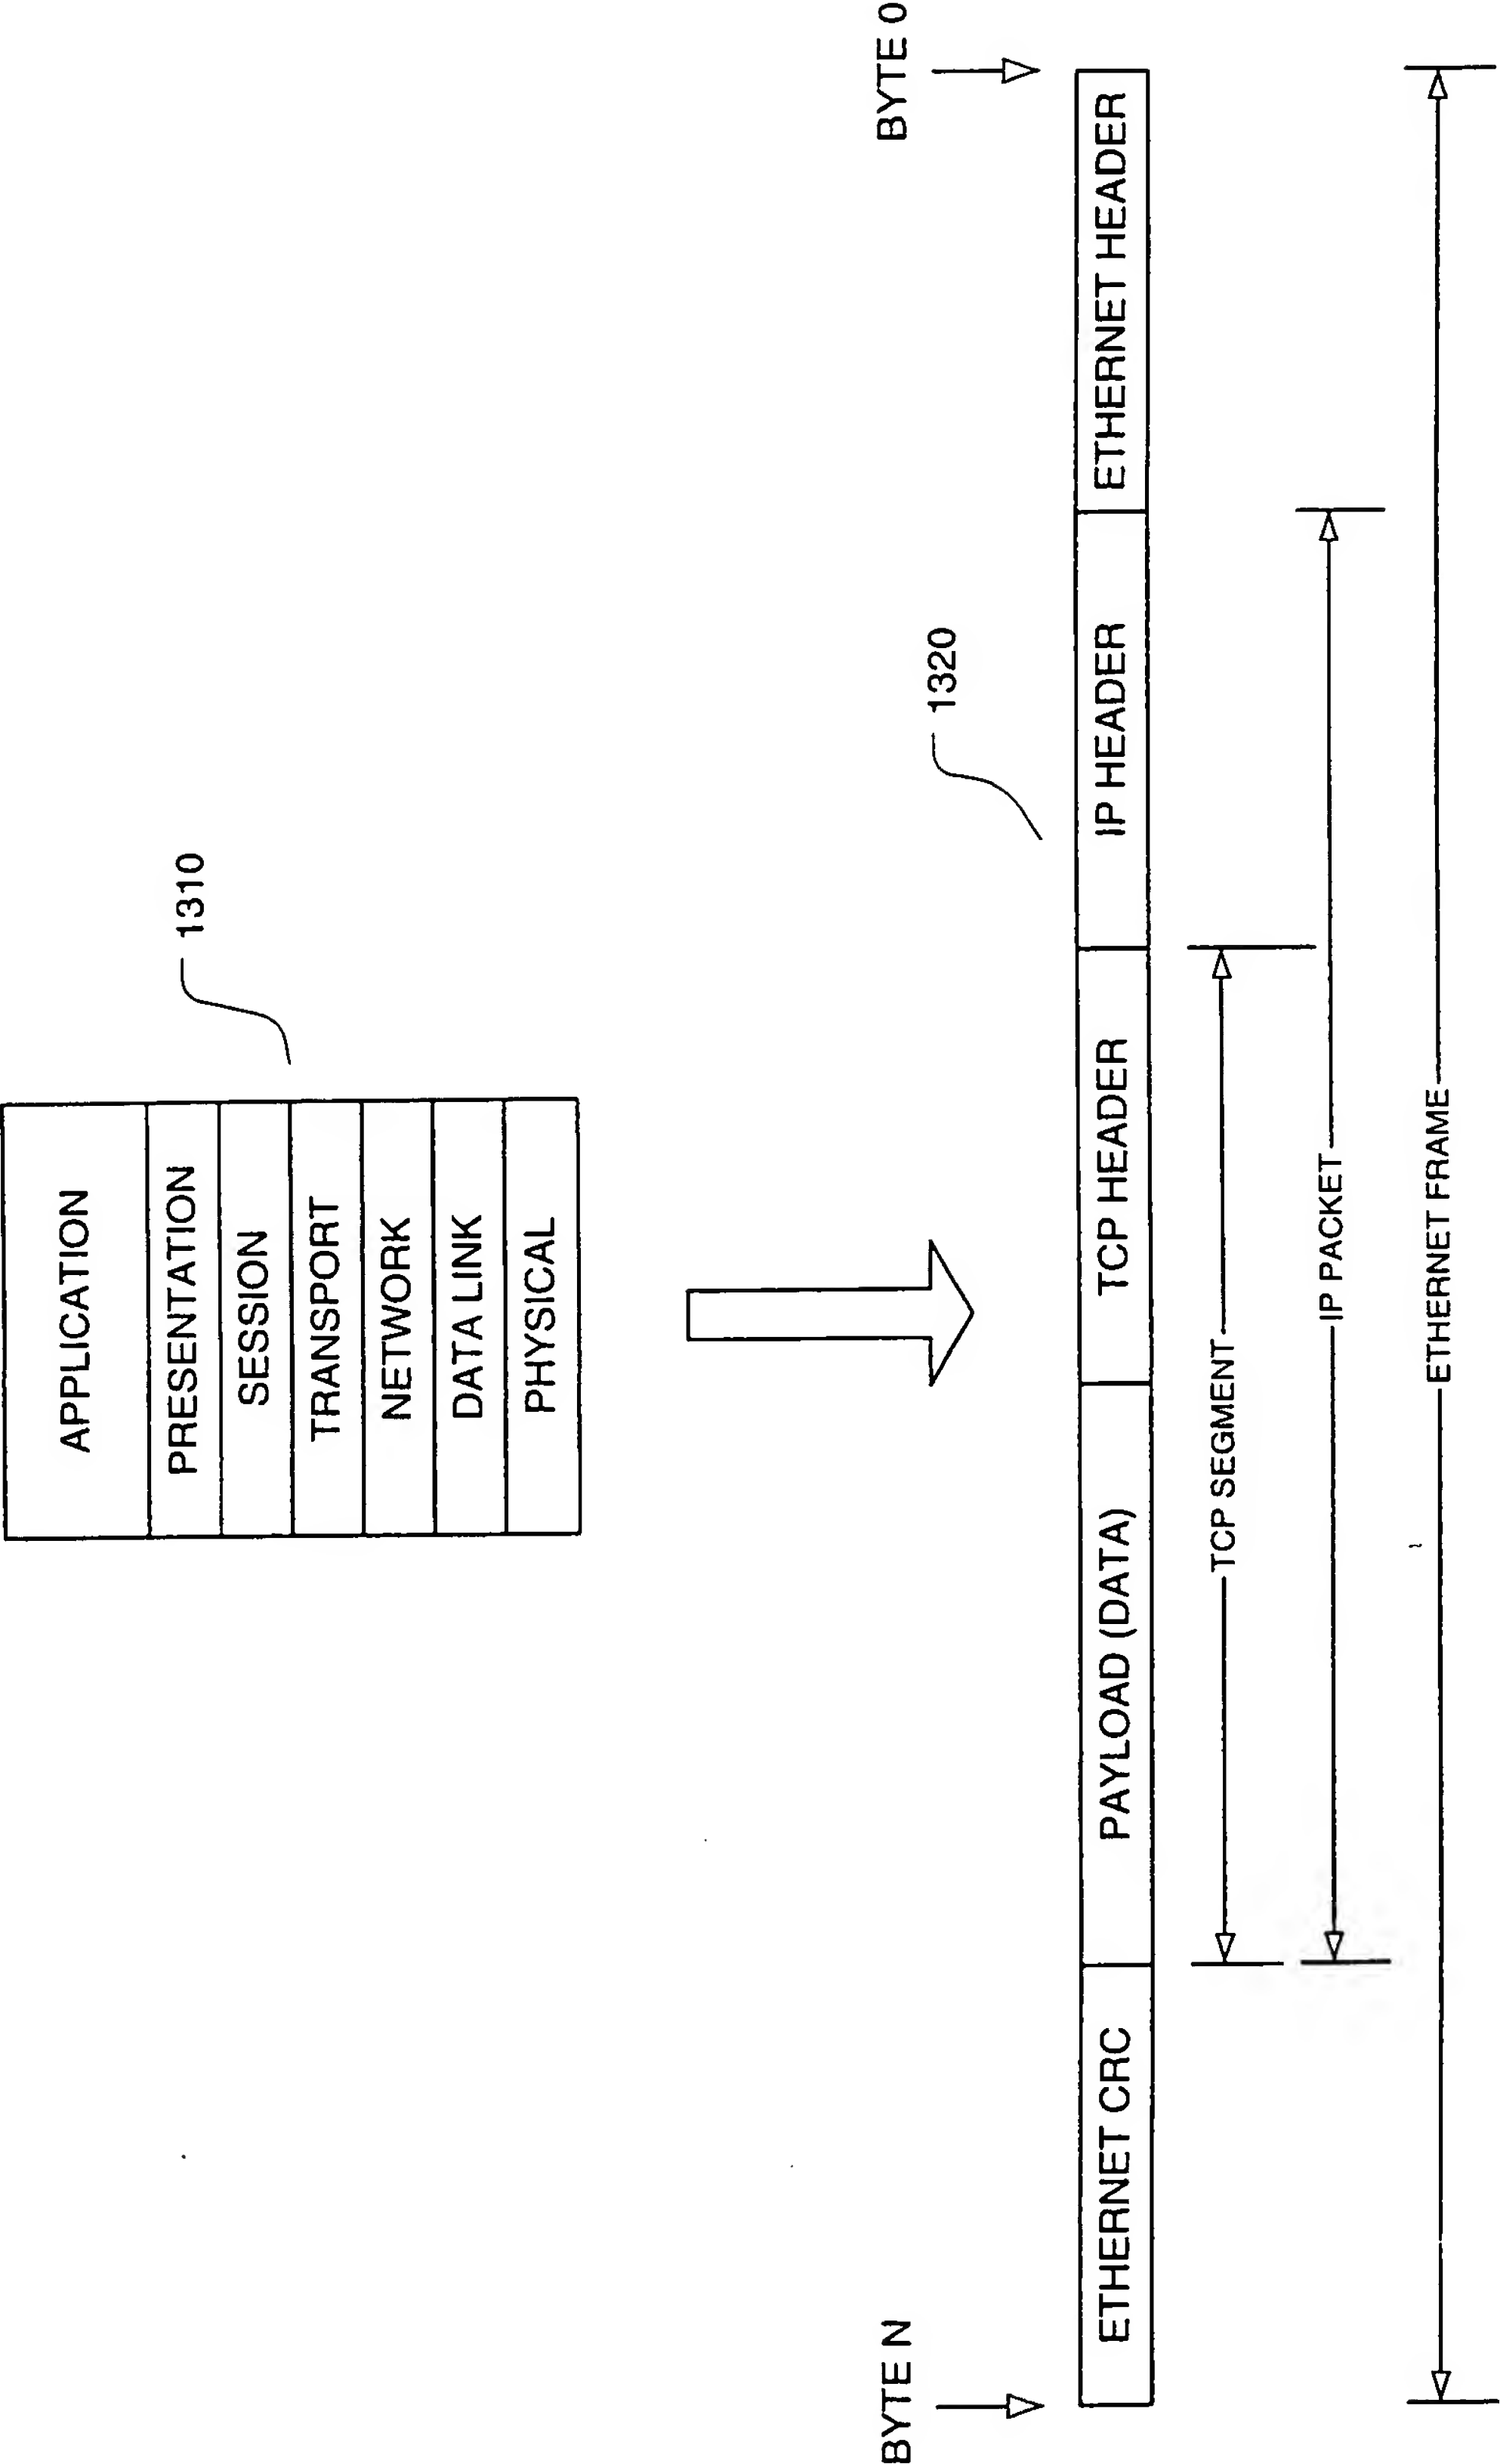 APPLICATION
PRESENTATION
SESSION
TRANSPORT
NETWORK
DATA LINK
PHYSICAL
1310
BYTE N
1320
BYTE 0
ETHERNET CRC
PAYLOAD (DATA)
TCP HEADER
IP HEADER
ETHERNET HEADER
TCP SEGMENT
IP PACKET
ETHERNET FRAME